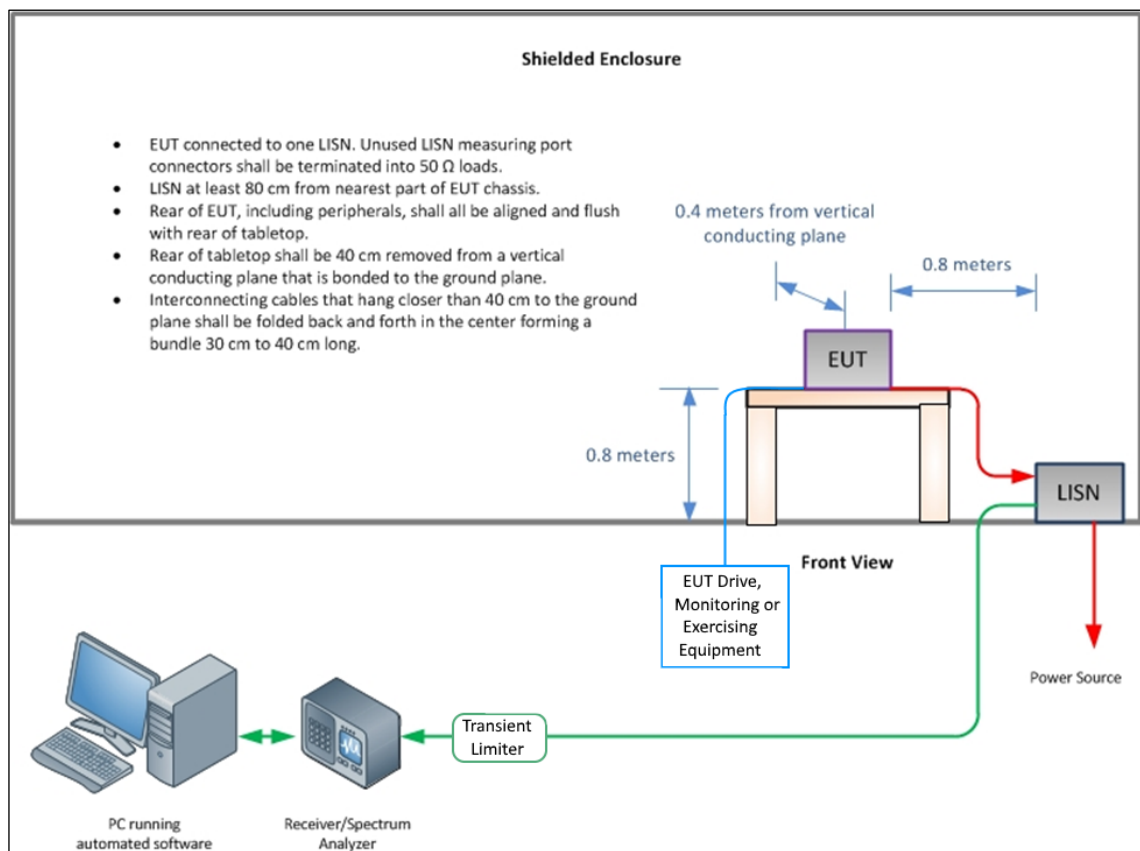 Shielded Enclosure
• EUT connected to one LISN. Unused LISN measuring port
connectors shall be terminated into 50 Ω loads.
• LISN at least 80 cm from nearest part of EUT chassis.
• Rear of EUT, including peripherals, shall all be aligned and flush
with rear of tabletop.
• Rear of tabletop shall be 40 cm removed from a vertical
conducting plane that is bonded to the ground plane.
• Interconnecting cables that hang closer than 40 cm to the ground
plane shall be folded back and forth in the center forming a
bundle 30 cm to 40 cm long.
0.4 meters from vertical
conducting plane
0.8 meters
EUT
0.8 meters
LISN
Front View
EUT Drive,
Monitoring or
Exercising
Equipment
Power Source
Transient
Limiter
PC running
automated software
Receiver/Spectrum
Analyzer